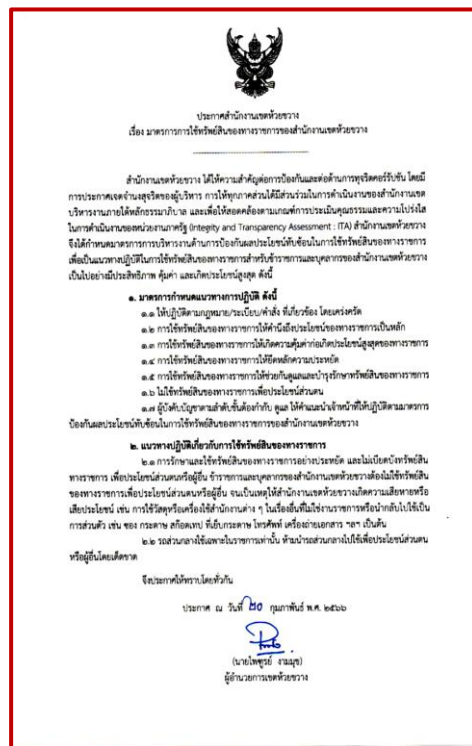 ประกาศสำนักงานเขตห้วยขวาง
เรื่อง มาตรการการใช้ทรัพย์สินของทางราชการของสำนักงานเขตห้วยขวาง
สำนักงานเขตห้วยขวาง ได้ให้ความสำคัญต่อการป้องกันและต่อต้านการทุจริตคอร์รัปชัน โดยมี
การประกาศเจตจำนงสุจริตของผู้บริหาร การให้ทุกภาคส่วนได้มีส่วนร่วมในการดำเนินงานของสำนักงานเขต
บริหารงานภายใต้หลักธรรมาภิบาล และเพื่อให้สอดคล้องตามเกณฑ์การประเมินคุณธรรมและความโปร่งใส
ในการดำเนินงานของหน่วยงานภาครัฐ (Integrity and Transparency Assessment : ITA) สำนักงานเขตห้วยขวาง
จึงได้กำหนดมาตรการการบริหารงานด้านการป้องกันผลประโยชน์ทับซ้อนในการใช้ทรัพย์สินของทางราชการ
เพื่อเป็นแนวทางปฏิบัติในการใช้ทรัพย์สินของทางราชการสำหรับข้าราชการและบุคลากรของสำนักงานเขตห้วยขวาง
เป็นไปอย่างมีประสิทธิภาพ คุ้มค่า และเกิดประโยชน์สูงสุด ดังนี้
๑. มาตรการกำหนดแนวทางการปฏิบัติ ดังนี้
๑.๑ ให้ปฏิบัติตามกฎหมาย/ระเบียบ/คำสั่ง ที่เกี่ยวข้อง โดยเคร่งครัด
๑.๒ การใช้ทรัพย์สินของทางราชการให้คำนึงถึงประโยชน์ของทางราชการเป็นหลัก
๑.๓ การใช้ทรัพย์สินของทางราชการให้เกิดความคุ้มค่าก่อเกิดประโยชน์สูงสุดของทางราชการ
๑.๔ การใช้ทรัพย์สินของทางราชการให้ยึดหลักความประหยัด
๑.๕ การใช้ทรัพย์สินของทางราชการให้ช่วยกันดูแลและบำรุงรักษาทรัพย์สินของทางราชการ
๑.๖ ไม่ใช้ทรัพย์สินของทางราชการเพื่อประโยชน์ส่วนตน
๑.๗ ผู้บังคับบัญชาตามลำดับชั้นต้องกำกับ ดูแล ให้คำแนะนำเจ้าหน้าที่ให้ปฏิบัติตามมาตรการ
ป้องกันผลประโยชน์ทับซ้อนในการใช้ทรัพย์สินของทางราชการของสำนักงานเขตห้วยขวาง
๒. แนวทางปฏิบัติเกี่ยวกับการใช้ทรัพย์สินของทางราชการ
๒.๑ การรักษาและใช้ทรัพย์สินของทางราชการอย่างประหยัด และไม่เบียดบังทรัพย์สิน
ทางราชการ เพื่อประโยชน์ส่วนตนหรือผู้อื่น ข้าราชการและบุคลากรของสำนักงานเขตห้วยขวางต้องไม่ใช้ทรัพย์สิน
ของทางราชการเพื่อประโยชน์ส่วนตนหรือผู้อื่น จนเป็นเหตุให้สำนักงานเขตห้วยขวางเกิดความเสียหายหรือ
เสียประโยชน์ เช่น การใช้วัสดุหรือเครื่องใช้สำนักงานต่าง ๆ ในเรื่องอื่นที่ไม่ใช่งานราชการหรือนำกลับไปใช้เป็น
การส่วนตัว เช่น ซอง กระดาษ สก๊อตเทป ที่เย็บกระดาษ โทรศัพท์ เครื่องถ่ายเอกสาร ฯลฯ เป็นต้น
๒.๒ รถส่วนกลางใช้เฉพาะในราชการเท่านั้น ห้ามนำรถส่วนกลางไปใช้เพื่อประโยชน์ส่วนตน
หรือผู้อื่นโดยเด็ดขาด
จึงประกาศให้ทราบโดยทั่วกัน
ประกาศ ณ วันที่ ๒๐ กุมภาพันธ์ พ.ศ. ๒๕๖๖
(นายไพฑูรย์ งามมุข)
ผู้อำนวยการเขตห้วยขวาง